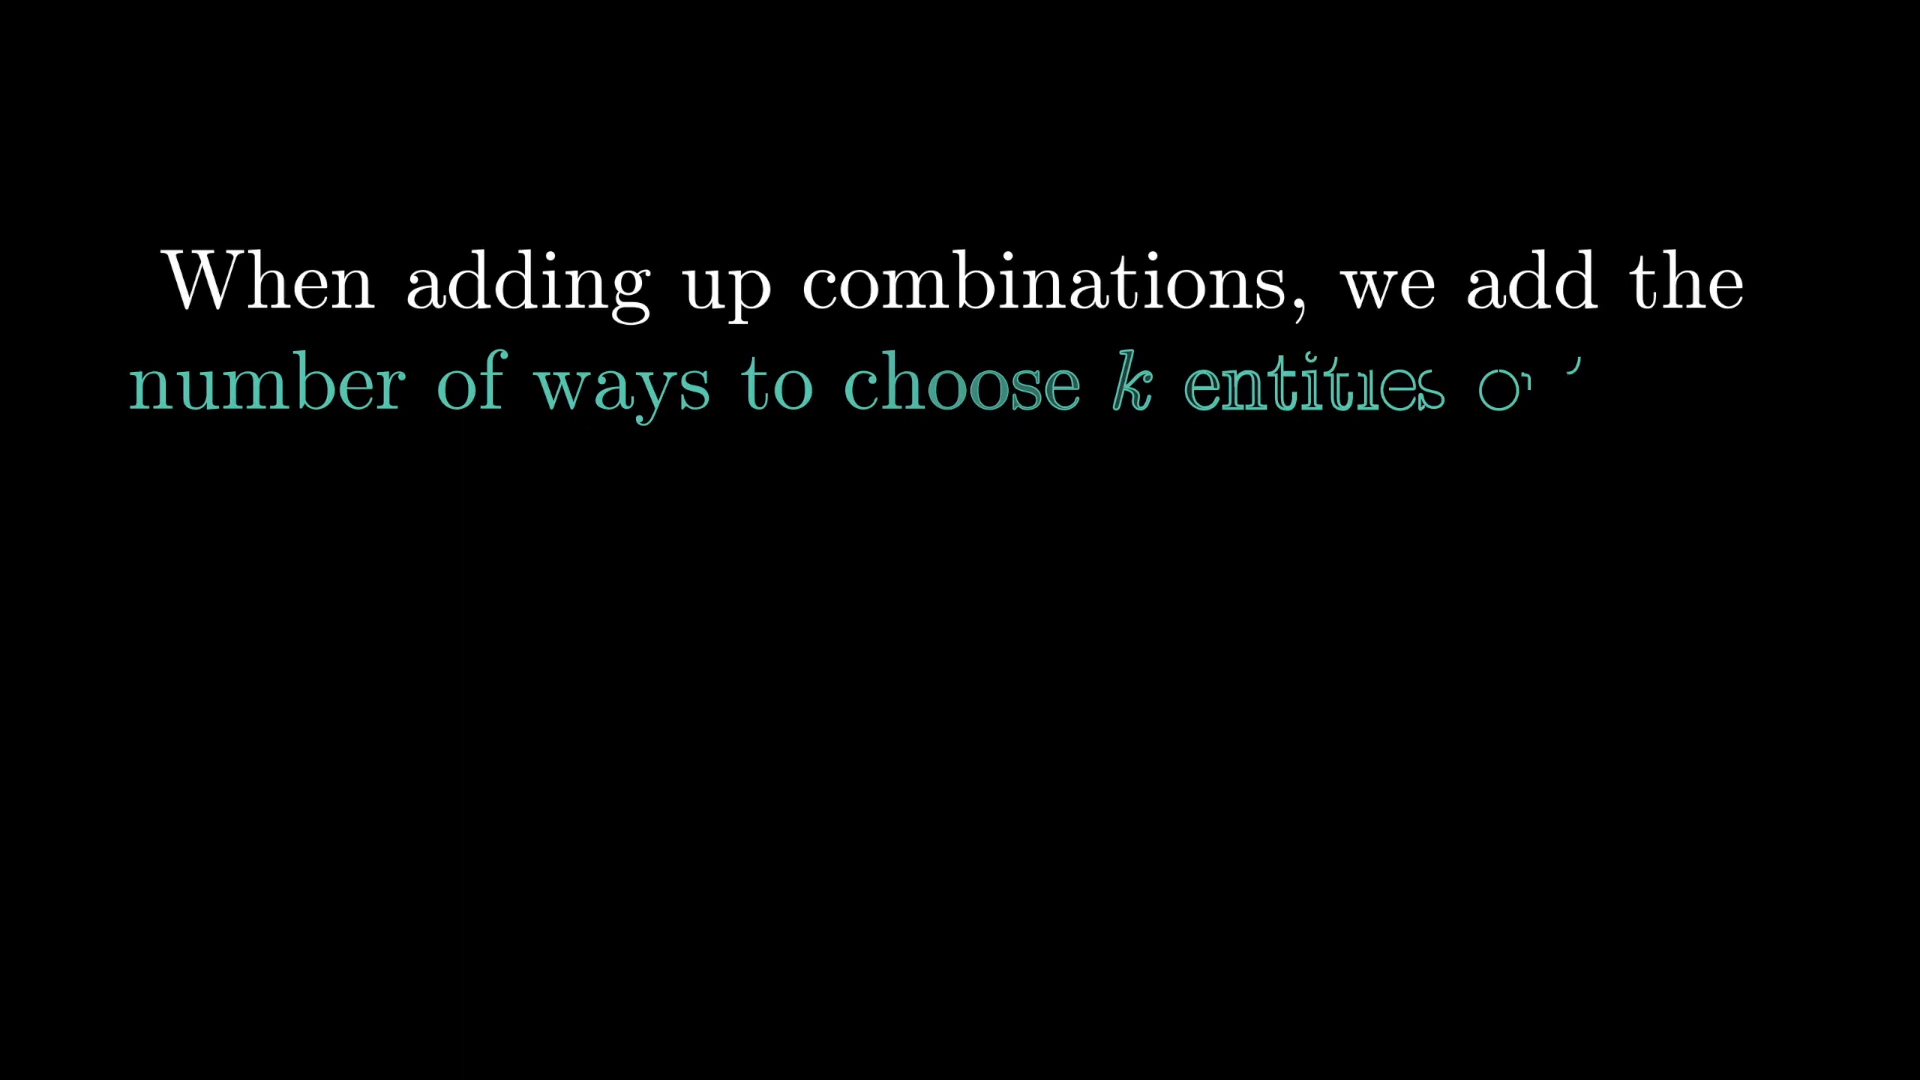 When adding up combinations, we add the
number of ways to choose k entities